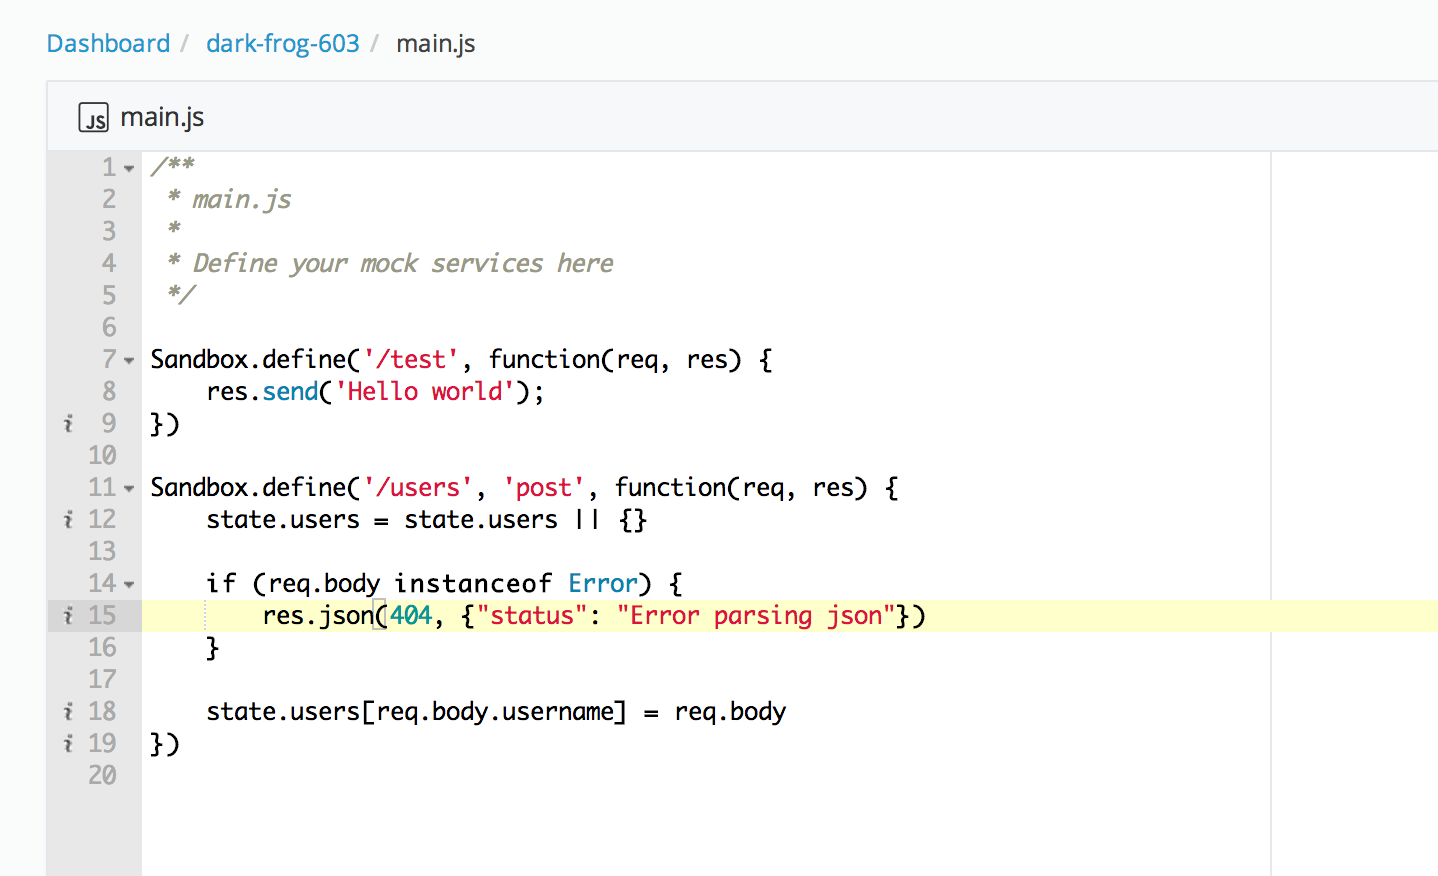 Dashboard / dark-frog-603 / main.js
JS main.js
1 /**
2  * main.js
3  *
4  * Define your mock services here
5  */
6
7 Sandbox.define('/test', function(req, res) {
8     res.send('Hello world');
i 9 })
10
11 Sandbox.define('/users', 'post', function(req, res) {
i 12     state.users = state.users || {}
13
14     if (req.body instanceof Error) {
i 15         res.json(404, {"status": "Error parsing json"})
16     }
17
i 18     state.users[req.body.username] = req.body
i 19 })
20